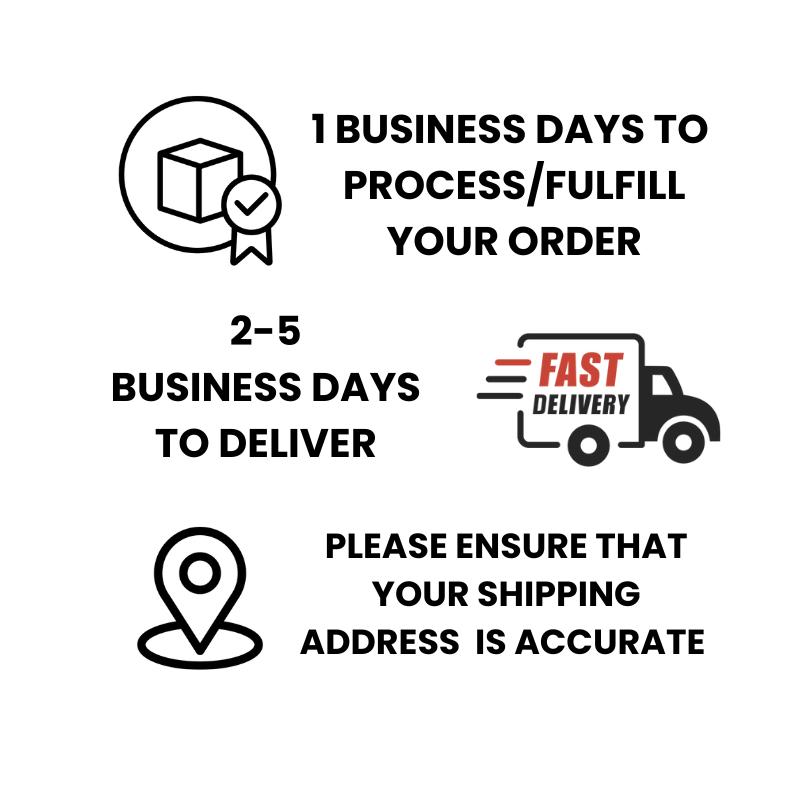 1 BUSINESS DAYS TO
PROCESS/FULFILL
YOUR ORDER
2-5
BUSINESS DAYS
TO DELIVER
FAST
DELIVERY
PLEASE ENSURE THAT
YOUR SHIPPING
ADDRESS IS ACCURATE